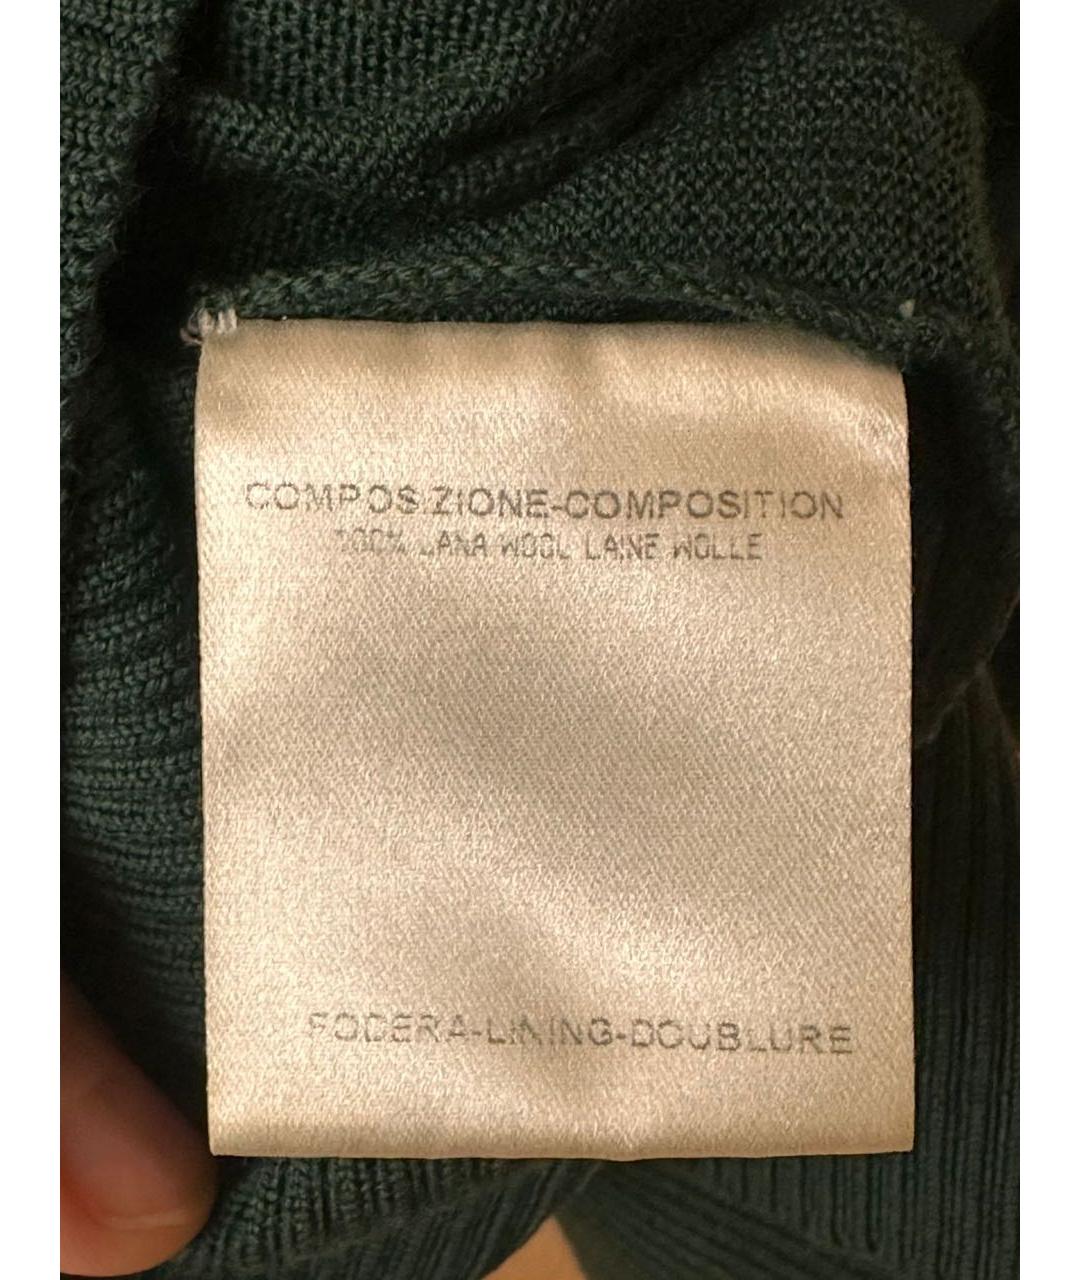 COMPOSIZIONE-COMPOSITION
100% LANA WOOL LAINE WOLLE
FODERA-LINING-DOUBLURE